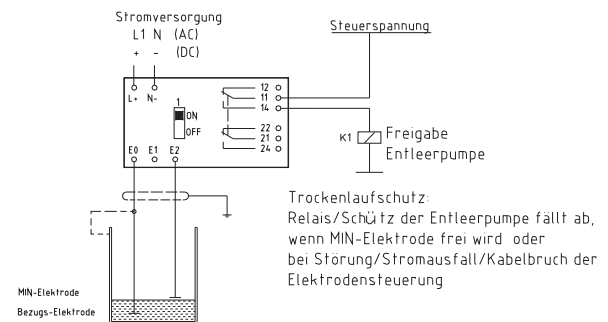 Stromversorgung
L1 N (AC)
+ - (DC)
Steuerspannung
L+ N-
1
ON
OFF
12
11
14
22
21
24
E0 E1 E2
K1
Freigabe
Entleerpumpe
Trockenlaufschutz:
Relais/Schütz der Entleerpumpe fällt ab,
wenn MIN-Elektrode frei wird oder
bei Störung/Stromausfall/Kabelbruch der
Elektrodensteuerung
MIN-Elektrode
Bezugs-Elektrode